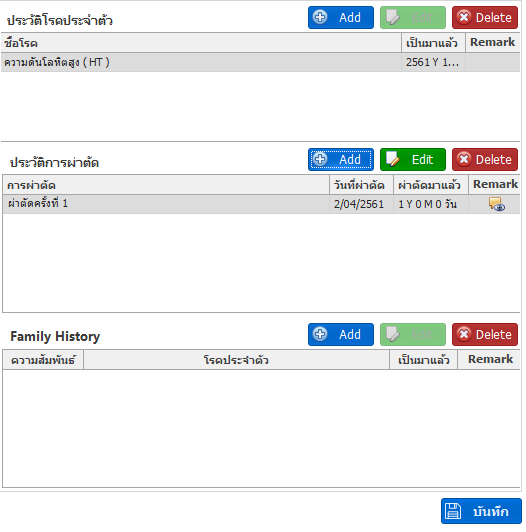 ประวัติโรคประจำตัว Add Delete
ชื่อโรค เป็นมาแล้ว Remark
ความดันโลหิตสูง ( HT ) 2561 Y 1...
ประวัติการผ่าตัด Add Edit Delete
การผ่าตัด วันที่ผ่าตัด ผ่าตัดมาแล้ว Remark
ผ่าตัดครั้งที่ 1 2/04/2561 1 Y 0 M 0 วัน
Family History Add Delete
ความสัมพันธ์ โรคประจำตัว เป็นมาแล้ว Remark
บันทึก